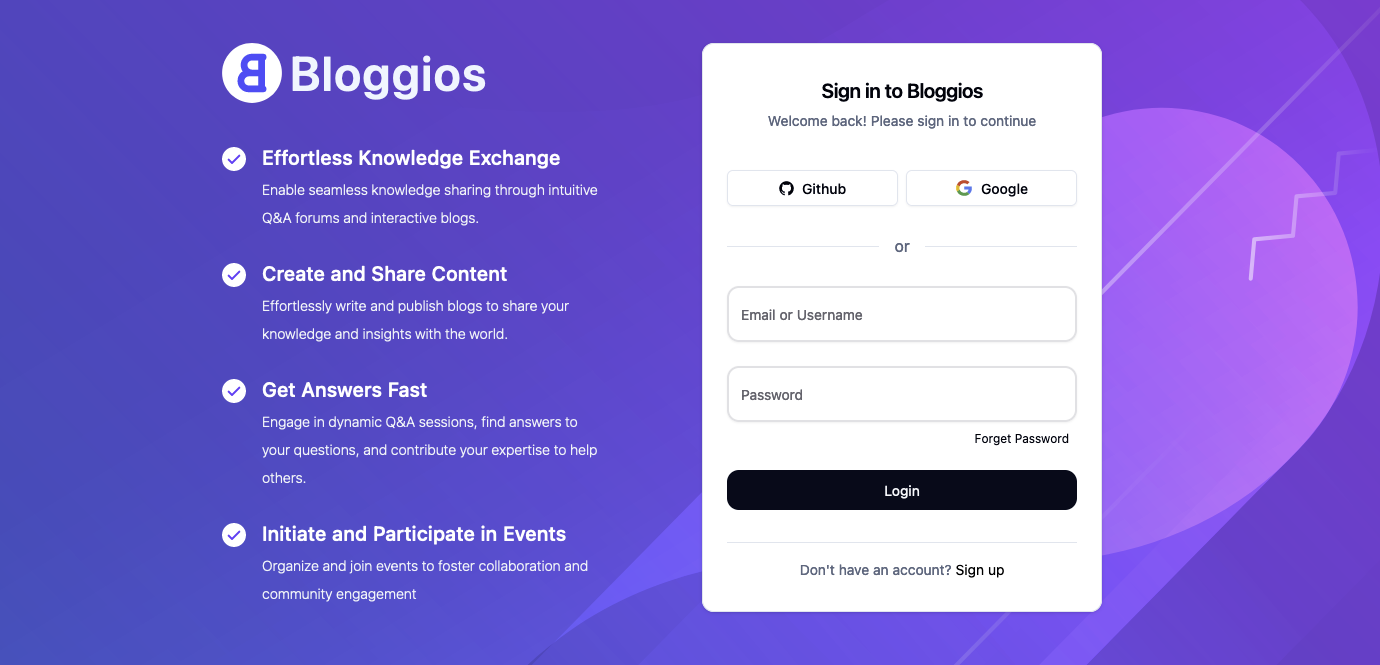 Bloggios
Effortless Knowledge Exchange
Enable seamless knowledge sharing through intuitive
Q&A forums and interactive blogs.
Create and Share Content
Effortlessly write and publish blogs to share your
knowledge and insights with the world.
Get Answers Fast
Engage in dynamic Q&A sessions, find answers to
your questions, and contribute your expertise to help
others.
Initiate and Participate in Events
Organize and join events to foster collaboration and
community engagement
Sign in to Bloggios
Welcome back! Please sign in to continue
Github
Google
or
Email or Username
Password
Forget Password
Login
Don't have an account? Sign up